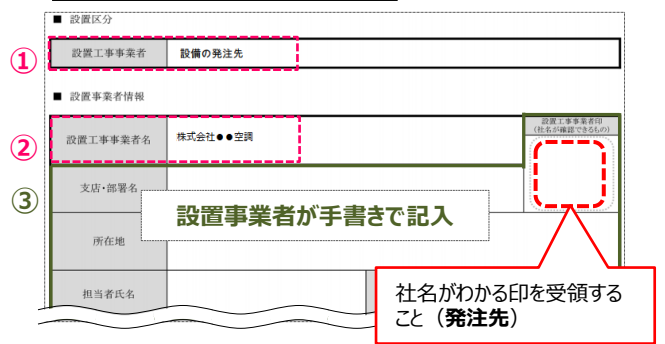 ■ 設置区分
①
設置工事事業者
設備の発注先
■ 設置事業者情報
②
設置工事事業者名
株式会社●●空調
設置工事事業者印
(社名が確認できるもの)
③
支店・部署名
設置事業者が手書きで記入
所在地
担当者氏名
社名がわかる印を受領する
こと（発注先）